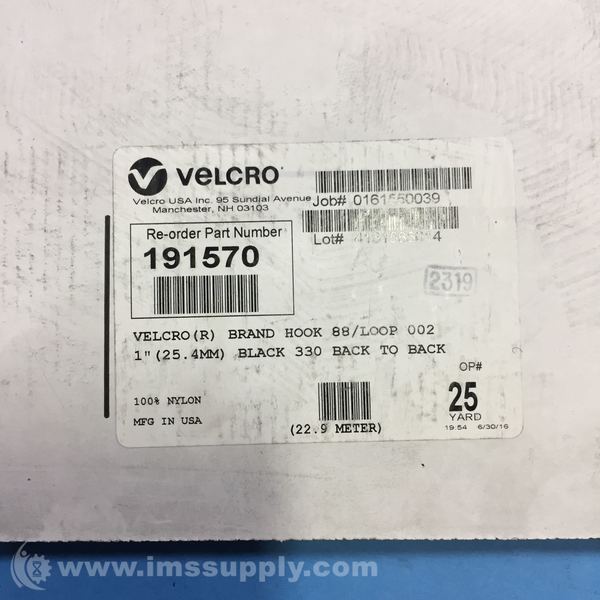 VELCRO
Velcro USA Inc. 95 Sundial Avenue
Manchester, NH 03103
Job#
Lot#
Re-order Part Number
191570
2319
VELCRO(R) BRAND HOOK 88/LOOP 002
1"(25.4MM) BLACK 330 BACK TO BACK
OP#
100% NYLON
25
YARD
MFG IN USA
(22.9 METER)
19:54 6/30/16
© www.imssupply.com/